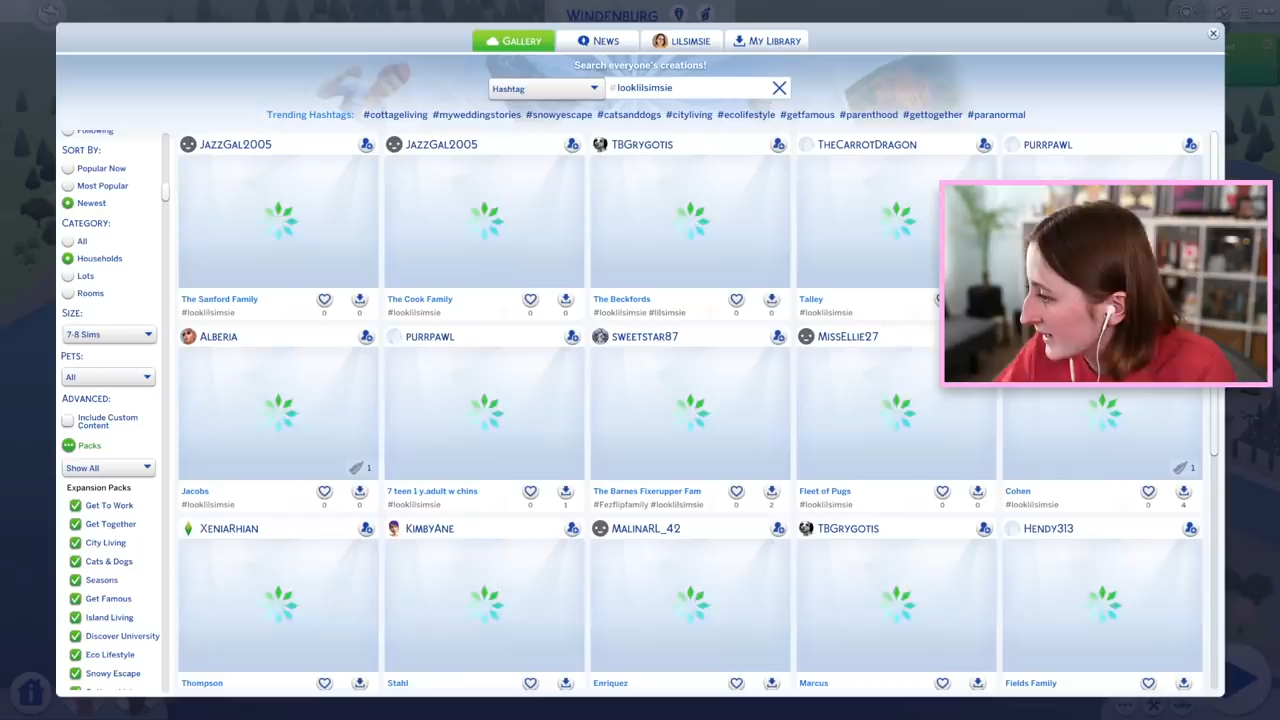 WINDENBURG
GALLERY
NEWS
LILSIMSIE
MY LIBRARY
Search everyone's creations!
Hashtag
# looklilsimsie
Trending Hashtags: #cottageliving #myweddingstories #snowyescape #catsanddogs #cityliving #ecolifestyle #getfamous #parenthood #gettogether #paranormal
Following
SORT BY:
Popular Now
Most Popular
Newest
CATEGORY:
All
Households
Lots
Rooms
SIZE:
7-8 Sims
PETS:
All
ADVANCED:
Include Custom
Content
Packs
Show All
Expansion Packs
Get To Work
Get Together
City Living
Cats & Dogs
Seasons
Get Famous
Island Living
Discover University
Eco Lifestyle
Snowy Escape
JAZZGAL2005
JAZZGAL2005
TBGRYGOTIS
THECARROTDRAGON
PURRPAWL
The Sanford Family
#looklilsimsie
0
0
The Cook Family
#looklilsimsie
0
0
The Beckfords
#looklilsimsie #lilsimsie
0
0
Talley
#looklilsimsie
ALBERIA
PURRPAWL
SWEETSTAR87
MISSELLIE27
1
1
Jacobs
#looklilsimsie
0
0
7 teen 1 y.adult w chins
#looklilsimsie
0
1
The Barnes Fixerupper Fam
#Fezflipfamily #looklilsimsie
0
2
Fleet of Pugs
#looklilsimsie
0
0
Cohen
#looklilsimsie
0
4
XENIARHIAN
KIMBYANE
MALINARL_42
TBGRYGOTIS
HENDY313
Thompson
Stahl
Enriquez
Marcus
Fields Family